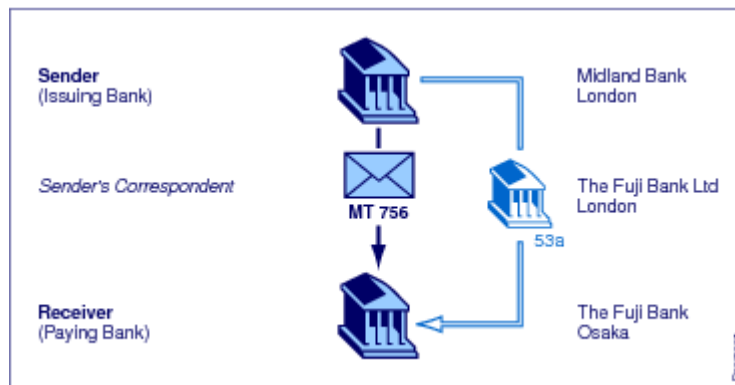 Sender
(Issuing Bank)
Midland Bank
London
Sender's Correspondent
MT 756
The Fuji Bank Ltd
London
53a
Receiver
(Paying Bank)
The Fuji Bank
Osaka